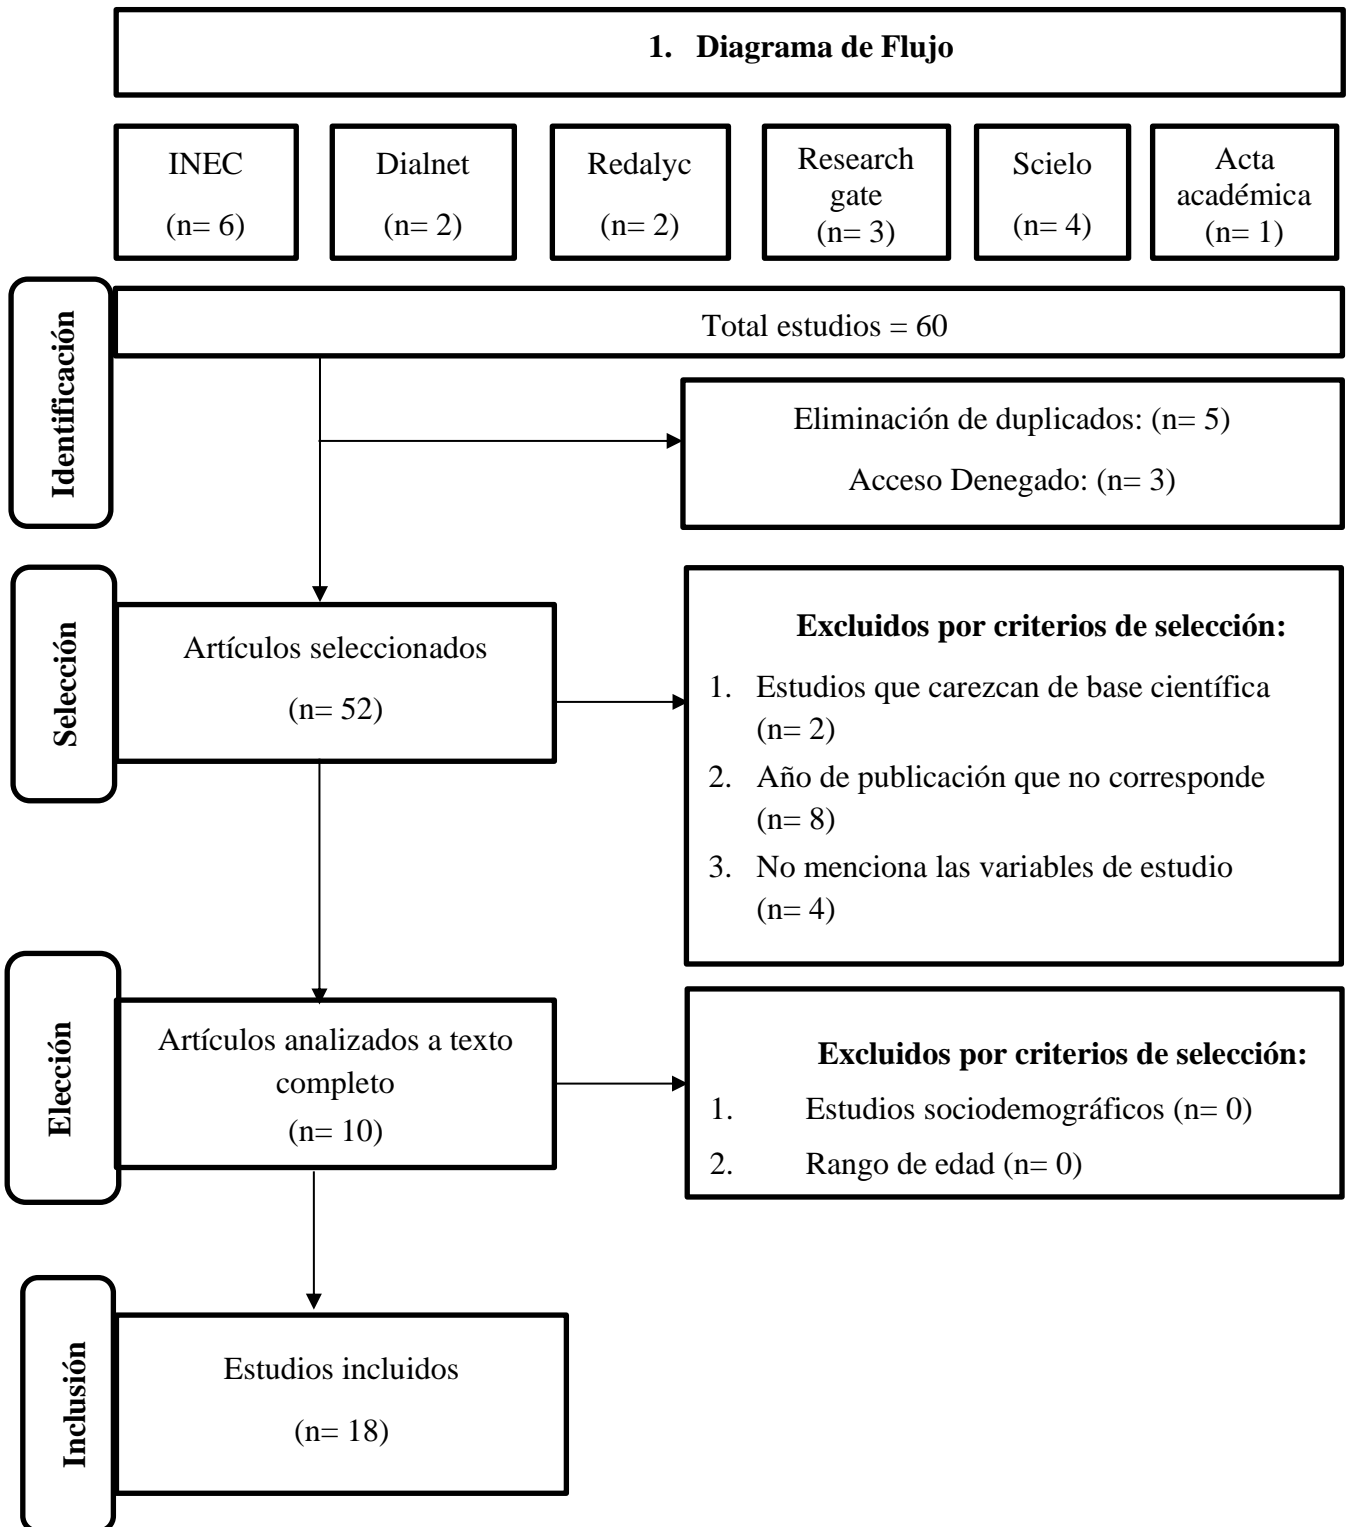 1. Diagrama de Flujo
INEC
(n= 6)
Dialnet
(n= 2)
Redalyc
(n= 2)
Research
gate
(n= 3)
Scielo
(n= 4)
Acta
académica
(n= 1)
Identificación
Total estudios = 60
Eliminación de duplicados: (n= 5)
Acceso Denegado: (n= 3)
Selección
Artículos seleccionados
(n= 52)
Excluidos por criterios de selección:
1. Estudios que carezcan de base científica
(n= 2)
2. Año de publicación que no corresponde
(n= 8)
3. No menciona las variables de estudio
(n= 4)
Elección
Artículos analizados a texto
completo
(n= 10)
Excluidos por criterios de selección:
1. Estudios sociodemográficos (n= 0)
2. Rango de edad (n= 0)
Inclusión
Estudios incluidos
(n= 18)